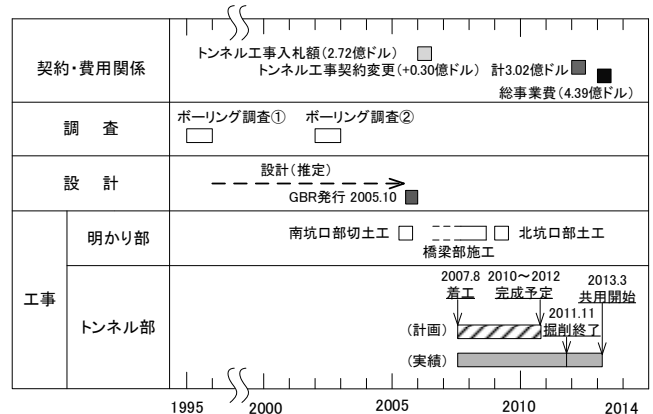 契約・費用関係
トンネル工事入札額(2.72億ドル)
トンネル工事契約変更(+0.30億ドル) 計3.02億ドル
総事業費(4.39億ドル)
調 査
ボーリング調査① ボーリング調査②
設 計
設計(推定)
GBR発行 2005.10
工事
明かり部
南坑口部切土工
橋梁部施工
北坑口部土工
トンネル部
2007.8
着工
2010～2012
完成予定
2013.3
共用開始
2011.11
掘削終了
(計画)
(実績)
1995 2000 2005 2010 2014